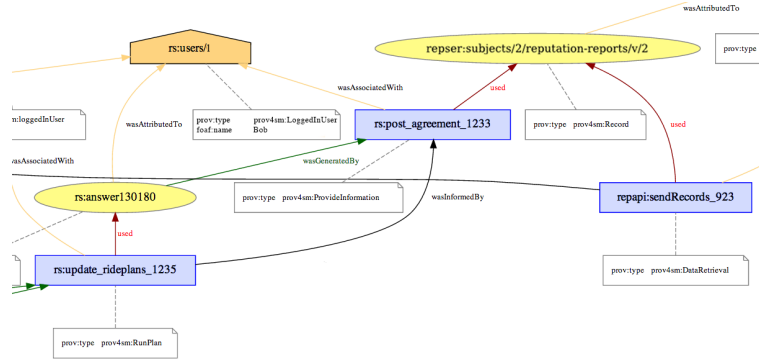 wasAttributedTo
rs:users/1
repser:subjects/2/reputation-reports/v/2
prov:type
wasAssociatedWith
used
n:loggedInUser
wasAttributedTo
prov:type prov4sm:LoggedInUser
foaf:name Bob
rs:post_agreement_1233
prov:type prov4sm:Record
used
wasAssociatedWith
wasGeneratedBy
rs:answer130180
prov:type prov4sm:ProvideInformation
wasInformedBy
repapi:sendRecords_923
used
rs:update_rideplans_1235
prov:type prov4sm:DataRetrieval
prov:type prov4sm:RunPlan